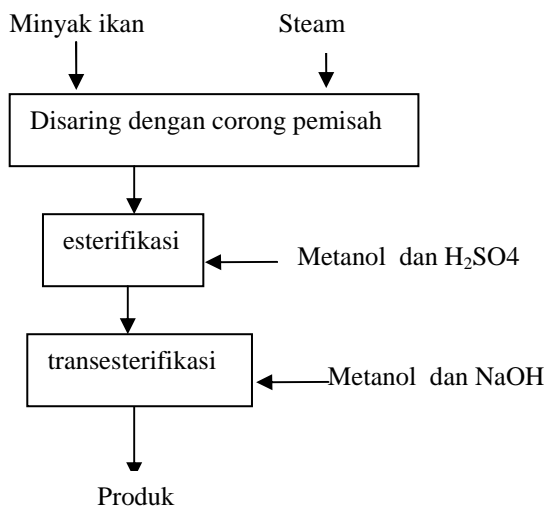 Minyak ikan
Steam
Disaring dengan corong pemisah
esterifikasi
Metanol dan H₂SO4
transesterifikasi
Metanol dan NaOH
Produk